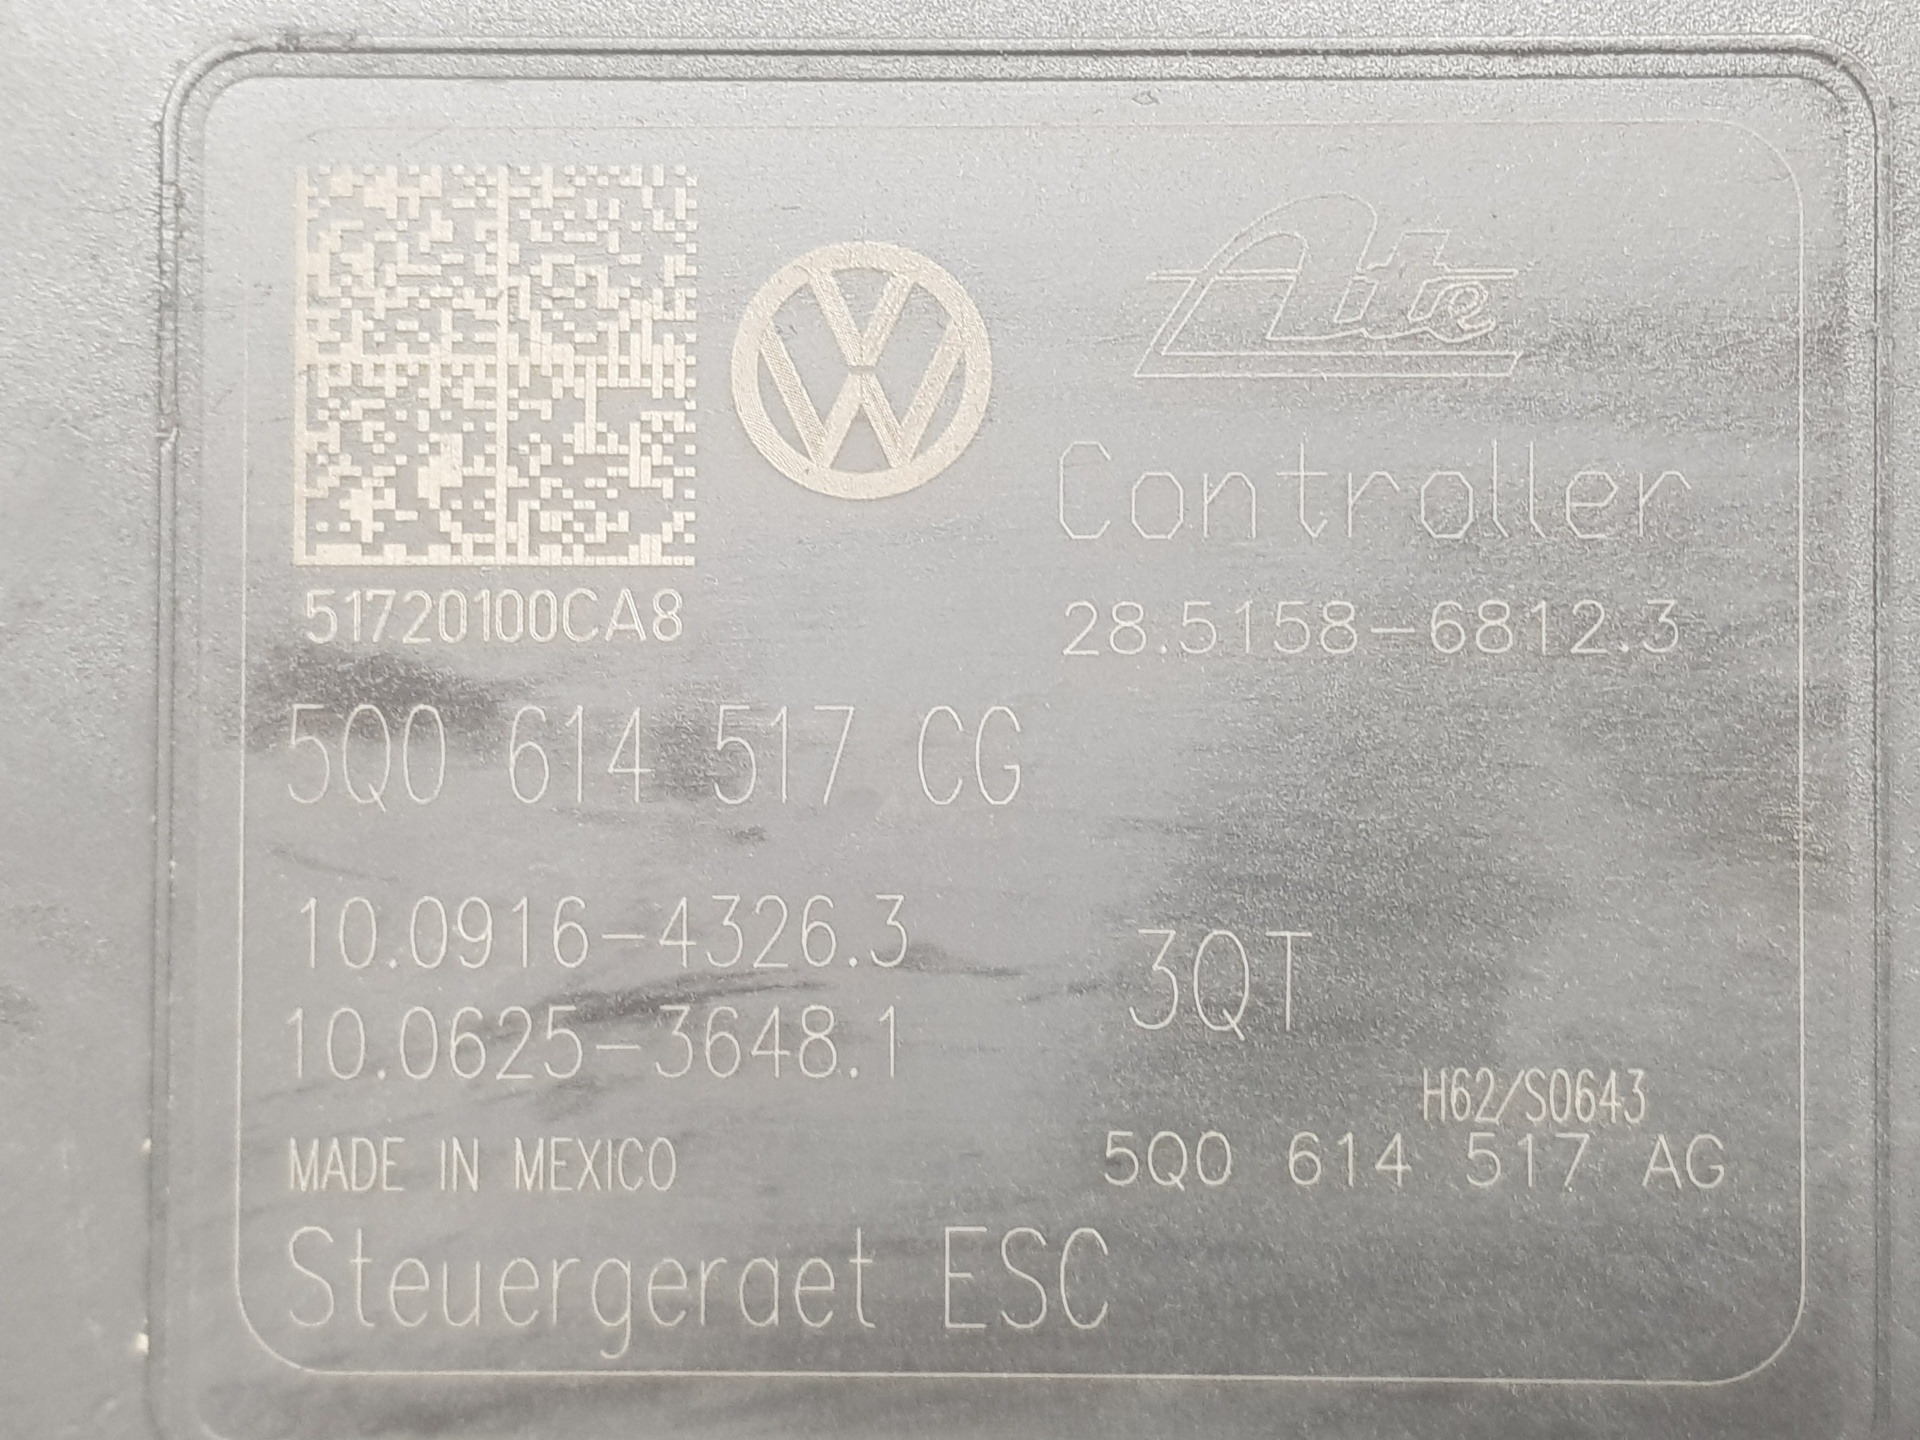 Ate
Controller
51720100CA8
28.5158-6812.3
5Q0 614 517 CG
10.0916-4326.3
3QT
10.0625-3648.1
H62/S0643
MADE IN MEXICO
5Q0 614 517 AG
Steuergeraet ESC